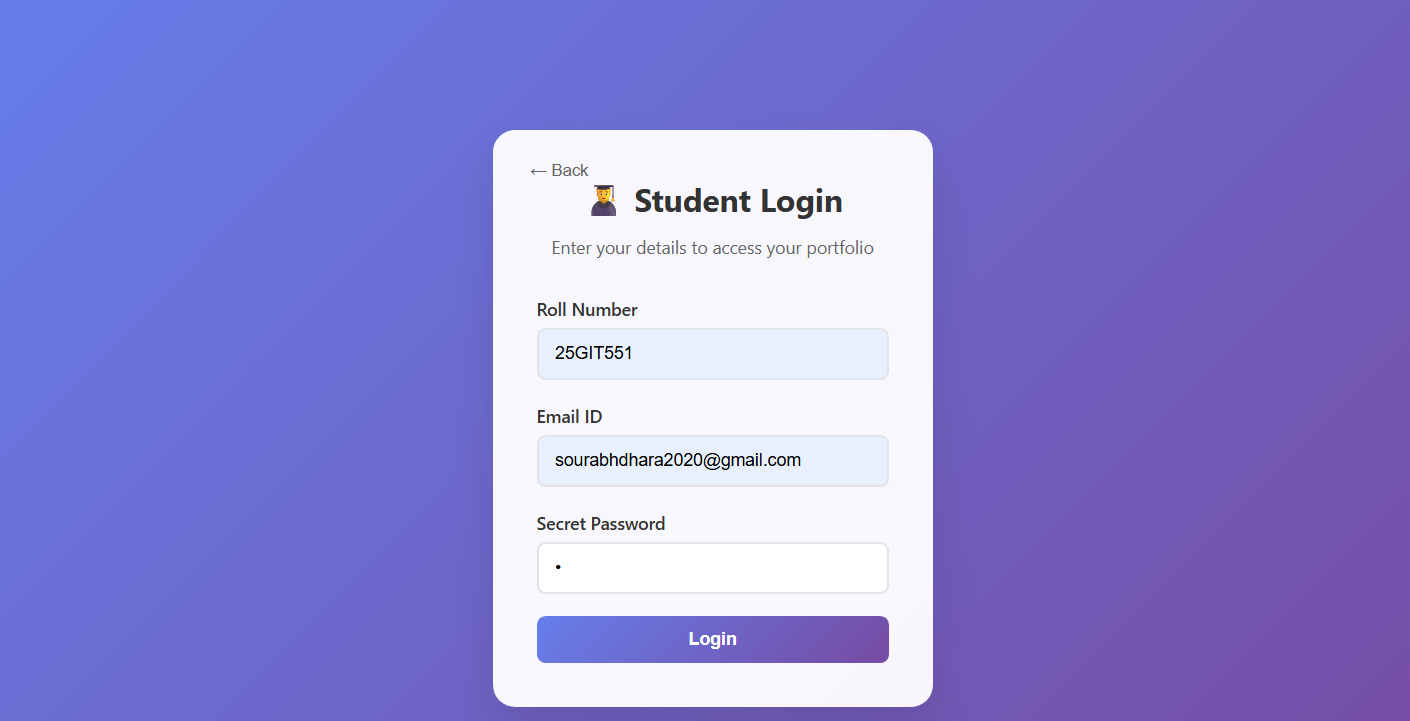 ← Back
Student Login
Enter your details to access your portfolio
Roll Number
25GIT551
Email ID
sourabhdhara2020@gmail.com
Secret Password
•
Login